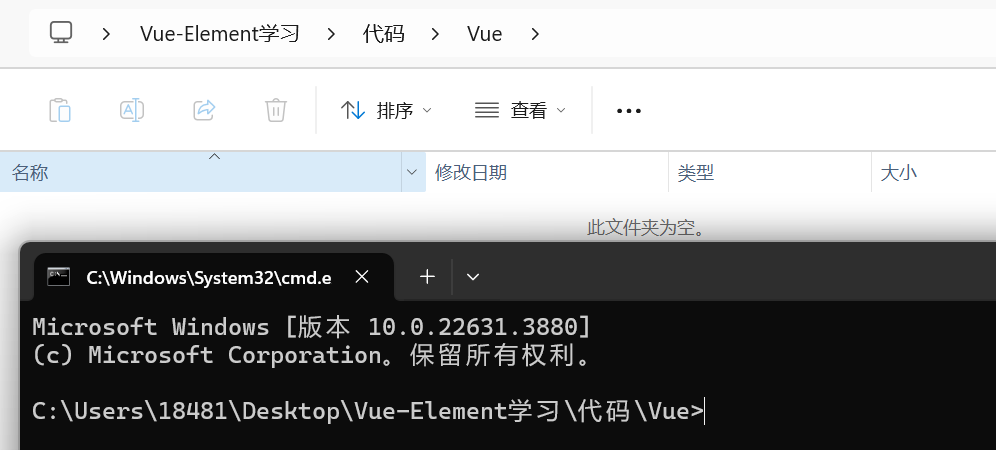 Vue-Element学习 > 代码 > Vue >
排序 查看 ...
名称 修改日期 类型 大小
此文件夹为空。
C:\Windows\System32\cmd.e
Microsoft Windows [版本 10.0.22631.3880]
(c) Microsoft Corporation。保留所有权利。
C:\Users\18481\Desktop\Vue-Element学习\代码\Vue>